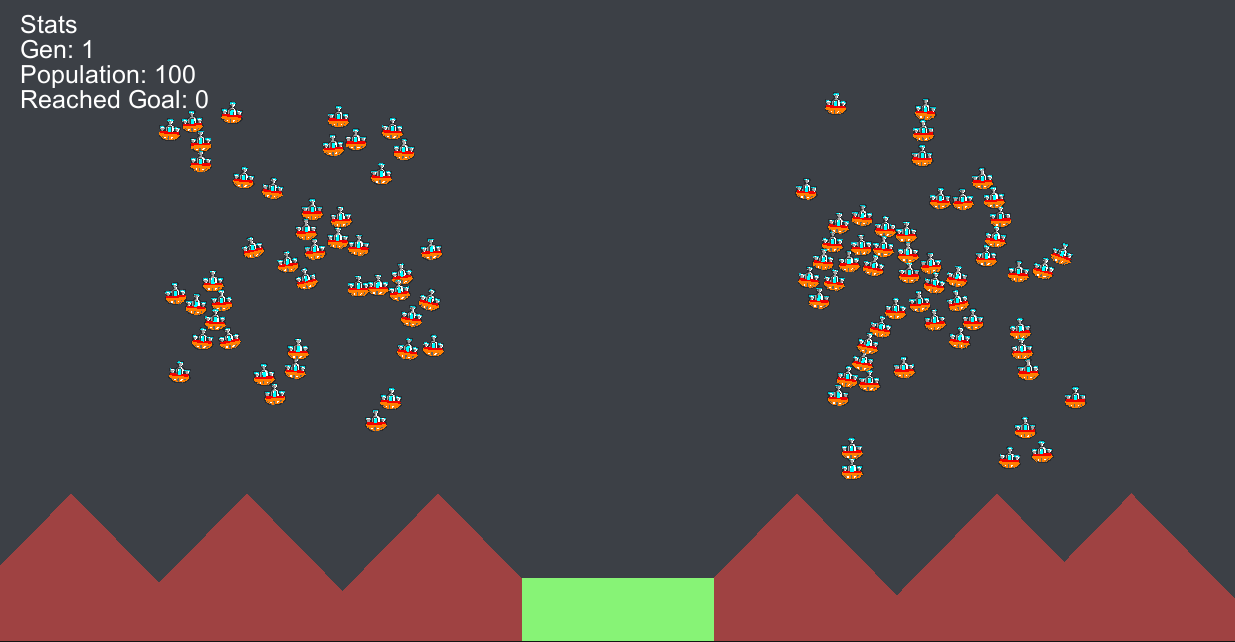 Stats
Gen: 1
Population: 100
Reached Goal: 0